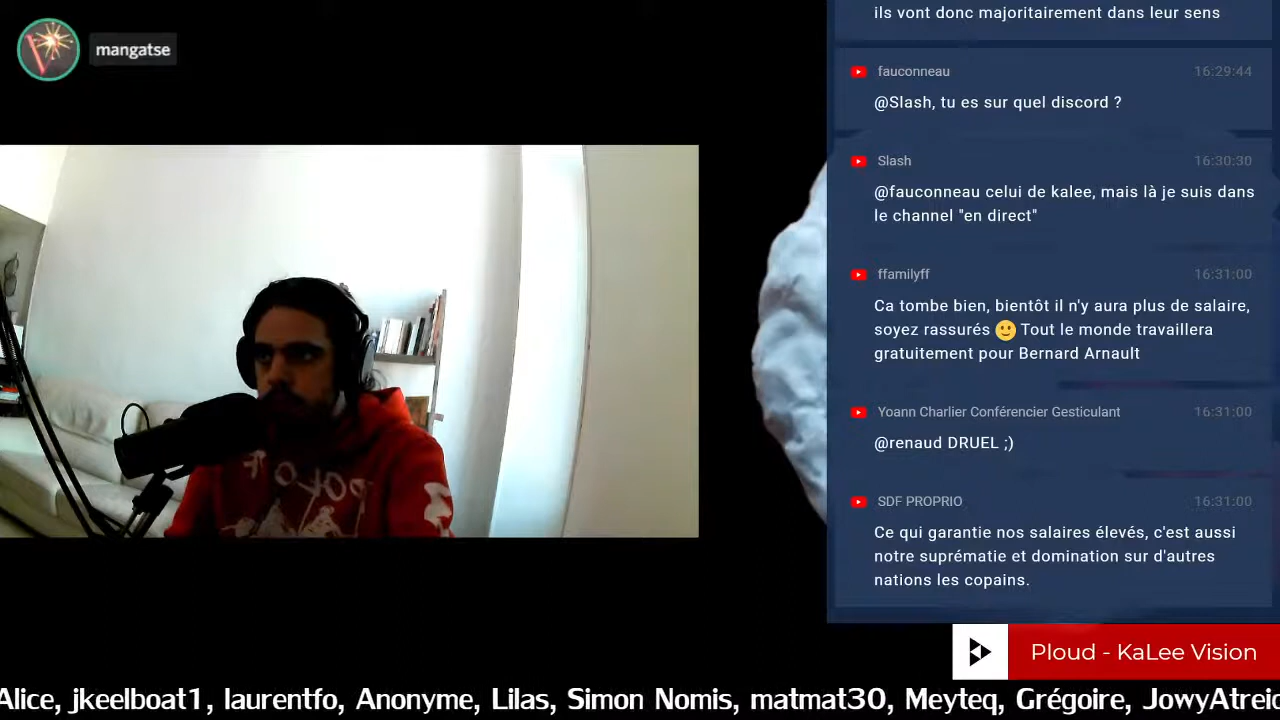 mangatse
ils vont donc majoritairement dans leur sens
fauconneau 16:29:44
@Slash, tu es sur quel discord ?
Slash 16:30:30
@fauconneau celui de kalee, mais là je suis dans
le channel "en direct"
ffamilyff 16:31:00
Ca tombe bien, bientôt il n'y aura plus de salaire,
soyez rassurés 🙂 Tout le monde travaillera
gratuitement pour Bernard Arnault
Yoann Charlier Conférencier Gesticulant 16:31:00
@renaud DRUEL ;)
SDF PROPRIO 16:31:00
Ce qui garantie nos salaires élevés, c'est aussi
notre suprématie et domination sur d'autres
nations les copains.
Ploud - KaLee Vision
Alice, jkeelboat1, laurentfo, Anonyme, Lilas, Simon Nomis, matmat30, Meyteq, Grégoire, JowyAtreid